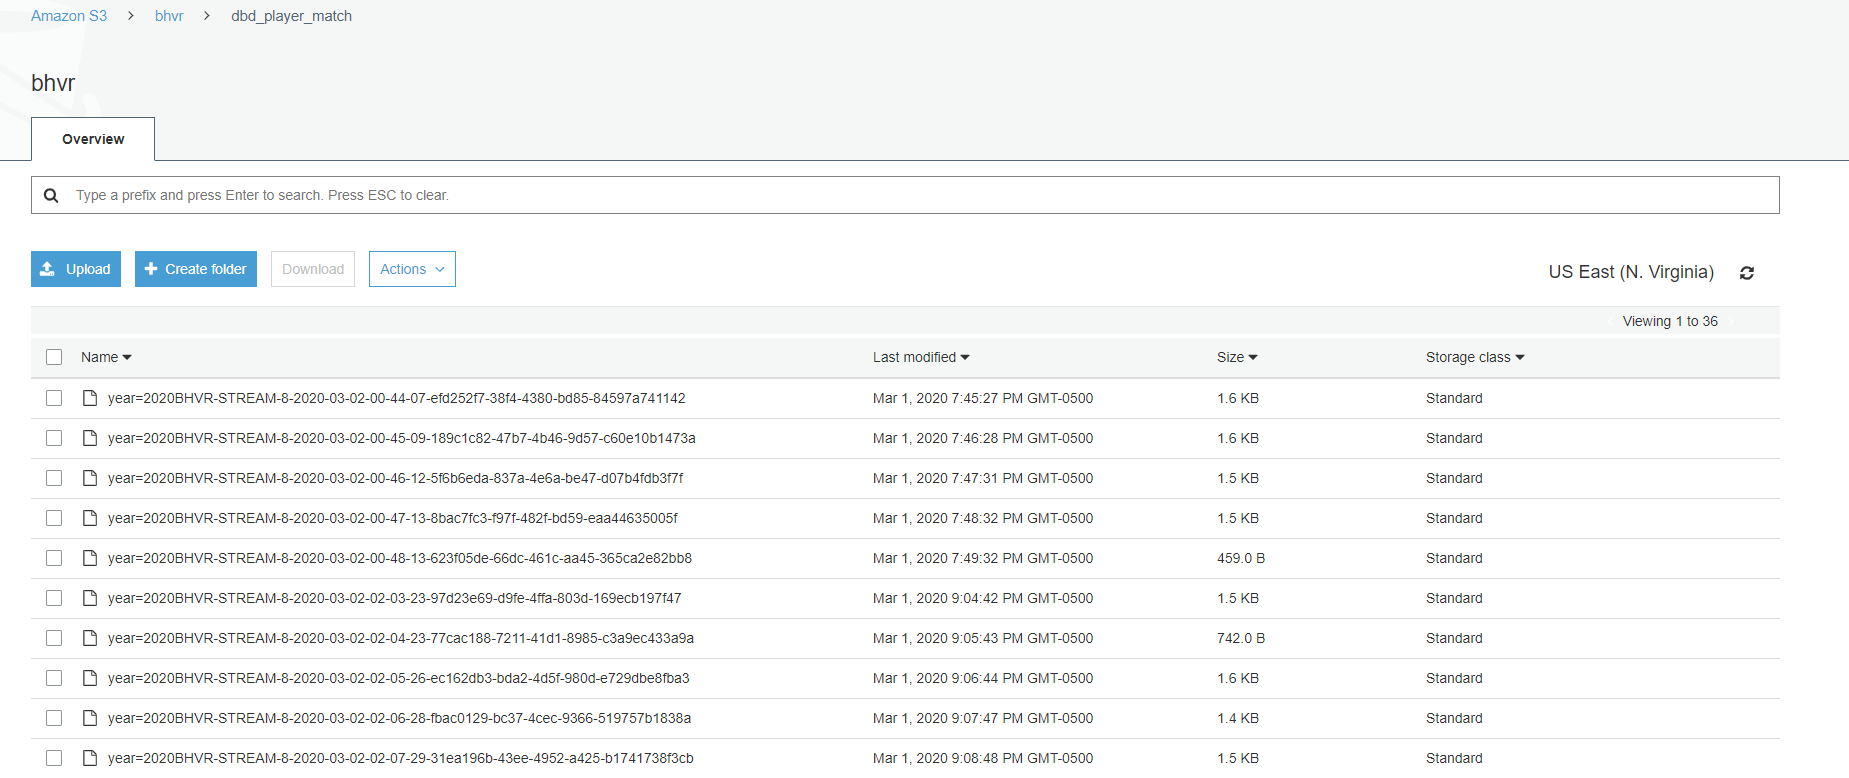 Amazon S3 > bhvr > dbd_player_match
bhvr
Overview
Type a prefix and press Enter to search. Press ESC to clear.
Upload Create folder Download Actions US East (N. Virginia)
Viewing 1 to 36
Name Last modified Size Storage class
year=2020BHVR-STREAM-8-2020-03-02-00-44-07-efd252f7-38f4-4380-bd85-84597a741142 Mar 1, 2020 7:45:27 PM GMT-0500 1.6 KB Standard
year=2020BHVR-STREAM-8-2020-03-02-00-45-09-189c1c82-47b7-4b46-9d57-c60e10b1473a Mar 1, 2020 7:46:28 PM GMT-0500 1.6 KB Standard
year=2020BHVR-STREAM-8-2020-03-02-00-46-12-5f6b6eda-837a-4e6a-be47-d07b4fdb3f7f Mar 1, 2020 7:47:31 PM GMT-0500 1.5 KB Standard
year=2020BHVR-STREAM-8-2020-03-02-00-47-13-8bac7fc3-f97f-482f-bd59-eaa44635005f Mar 1, 2020 7:48:32 PM GMT-0500 1.5 KB Standard
year=2020BHVR-STREAM-8-2020-03-02-00-48-13-623f05de-66dc-461c-aa45-365ca2e82bb8 Mar 1, 2020 7:49:32 PM GMT-0500 459.0 B Standard
year=2020BHVR-STREAM-8-2020-03-02-02-03-23-97d23e69-d9fe-4ffa-803d-169ecb197f47 Mar 1, 2020 9:04:42 PM GMT-0500 1.5 KB Standard
year=2020BHVR-STREAM-8-2020-03-02-02-04-23-77cac188-7211-41d1-8985-c3a9ec433a9a Mar 1, 2020 9:05:43 PM GMT-0500 742.0 B Standard
year=2020BHVR-STREAM-8-2020-03-02-02-05-26-ec162db3-bda2-4d5f-980d-e729dbe8fba3 Mar 1, 2020 9:06:44 PM GMT-0500 1.6 KB Standard
year=2020BHVR-STREAM-8-2020-03-02-02-06-28-fbac0129-bc37-4cec-9366-519757b1838a Mar 1, 2020 9:07:47 PM GMT-0500 1.4 KB Standard
year=2020BHVR-STREAM-8-2020-03-02-02-07-29-31ea196b-43ee-4952-a425-b1741738f3cb Mar 1, 2020 9:08:48 PM GMT-0500 1.5 KB Standard